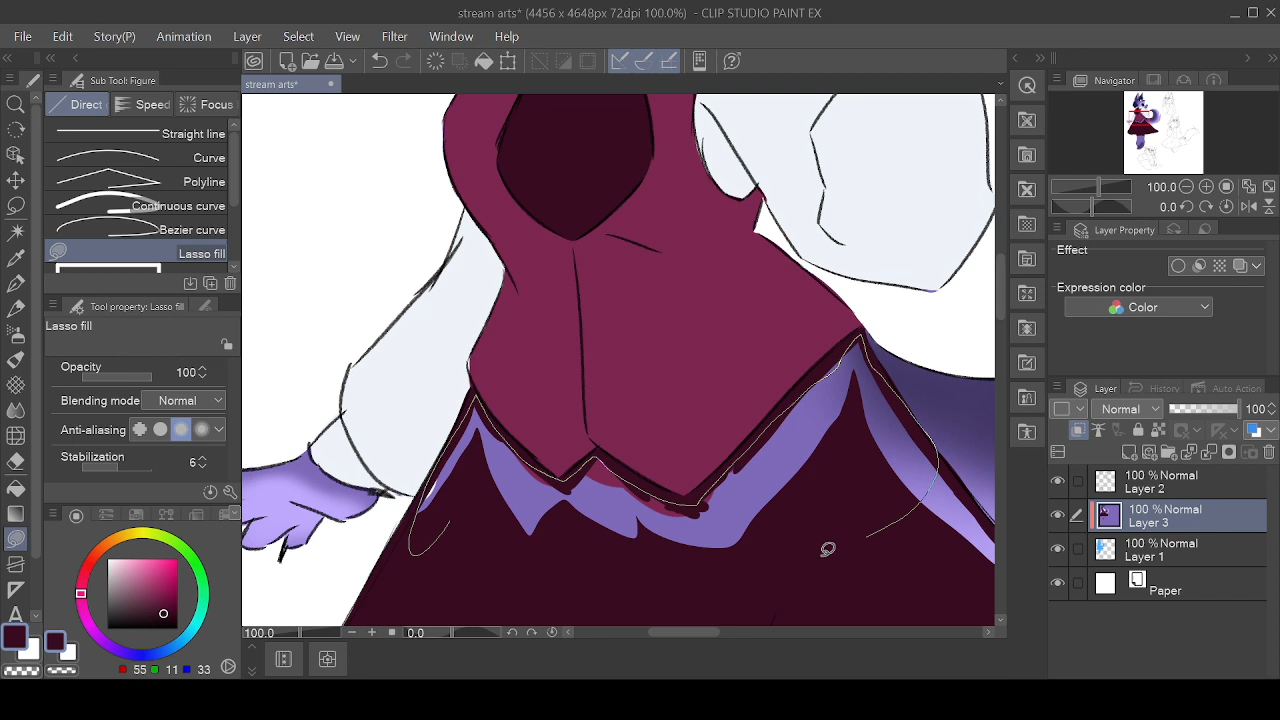 stream arts* (4456 x 4648px 72dpi 100.0%) - CLIP STUDIO PAINT EX
File Edit Story(P) Animation Layer Select View Filter Window Help
stream arts*
Sub Tool: Figure
Direct Speed Focus
Straight line
Curve
Polyline
Continuous curve
Bezier curve
Lasso fill
Tool property: Lasso fill
Lasso fill
Opacity 100
Blending mode Normal
Anti-aliasing
Stabilization 6
55 11 33
100.0 0.0
Navigator
100.0
0.0
Layer Property
Effect
Expression color
Color
Layer History Auto Action
Normal 100
100 % Normal
Layer 2
100 % Normal
Layer 3
100 % Normal
Layer 1
Paper
A